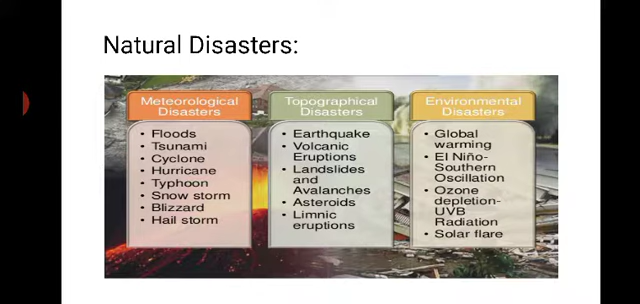 Natural Disasters:
Meteorological
Disasters
• Floods
• Tsunami
• Cyclone
• Hurricane
• Typhoon
• Snow storm
• Blizzard
• Hail storm
Topographical
Disasters
• Earthquake
• Volcanic
Eruptions
• Landslides
and
Avalanches
• Asteroids
• Limnic
eruptions
Environmental
Disasters
• Global
warming
• El Niño-
Southern
Oscillation
• Ozone
depletion-
UVB
Radiation
• Solar flare